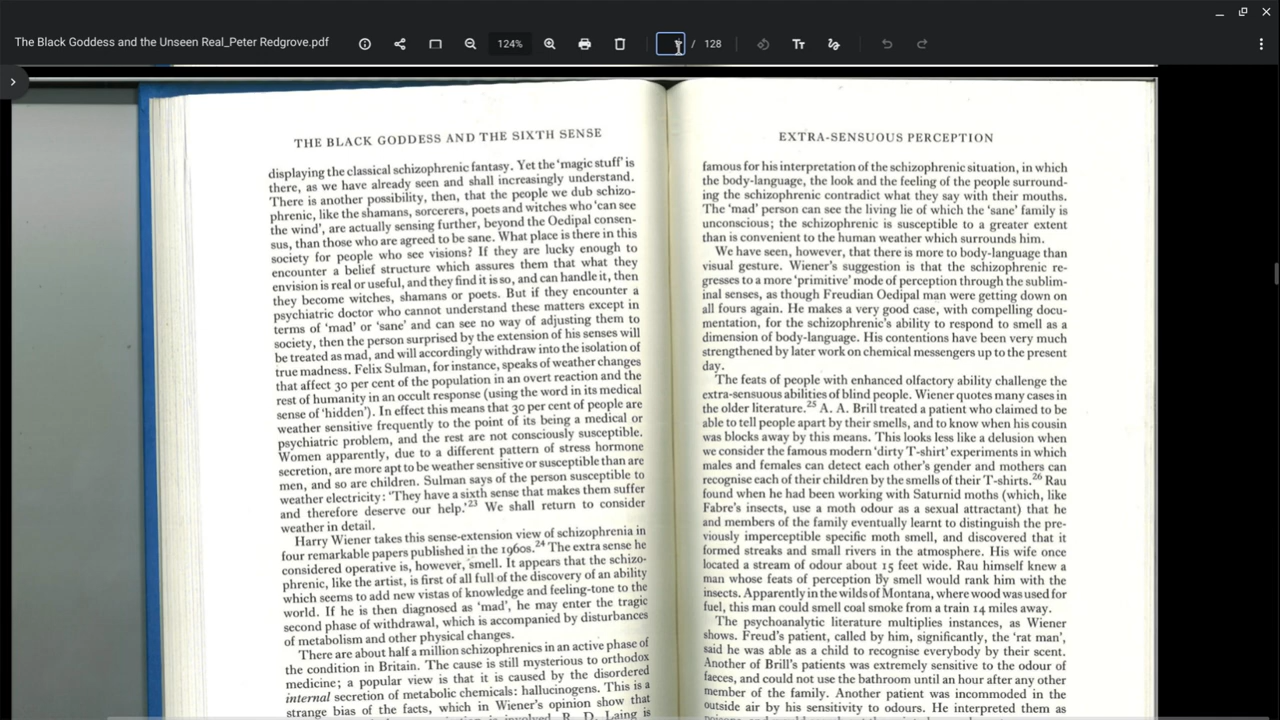 The Black Goddess and the Unseen Real_Peter Redgrove.pdf
124%
/ 128
THE BLACK GODDESS AND THE SIXTH SENSE
displaying the classical schizophrenic fantasy. Yet the ‘magic stuff’ is
there, as we have already seen and shall increasingly understand.
There is another possibility, then, that the people we dub schizo-
phrenic, like the shamans, sorcerers, poets and witches who ‘can see
the wind’, are actually sensing further, beyond the Oedipal consen-
sus, than those who are agreed to be sane. What place is there in this
society for people who see visions? If they are lucky enough to
encounter a belief structure which assures them that what they
envision is real or useful, and they find it is so, and can handle it, then
they become witches, shamans or poets. But if they encounter a
psychiatric doctor who cannot understand these matters except in
terms of ‘mad’ or ‘sane’ and can see no way of adjusting them to
society, then the person surprised by the extension of his senses will
be treated as mad, and will accordingly withdraw into the isolation of
true madness. Felix Sulman, for instance, speaks of weather changes
that affect 30 per cent of the population in an overt reaction and the
rest of humanity in an occult response (using the word in its medical
sense of ‘hidden’). In effect this means that 30 per cent of people are
weather sensitive frequently to the point of its being a medical or
psychiatric problem, and the rest are not consciously susceptible.
Women apparently, due to a different pattern of stress hormone
secretion, are more apt to be weather sensitive or susceptible than are
men, and so are children. Sulman says of the person susceptible to
weather electricity: ‘They have a sixth sense that makes them suffer
and therefore deserve our help.’23 We shall return to consider
weather in detail.
Harry Wiener takes this sense-extension view of schizophrenia in
four remarkable papers published in the 1960s.24 The extra sense he
considered operative is, however, smell. It appears that the schizo-
phrenic, like the artist, is first of all full of the discovery of an ability
which seems to add new vistas of knowledge and feeling-tone to the
world. If he is then diagnosed as ‘mad’, he may enter the tragic
second phase of withdrawal, which is accompanied by disturbances
of metabolism and other physical changes.
There are about half a million schizophrenics in an active phase of
the condition in Britain. The cause is still mysterious to orthodox
medicine; a popular view is that it is caused by the disordered
internal secretion of metabolic chemicals: hallucinogens. This is a
strange bias of the facts, which in Wiener's opinion show that
is involved. R. D. Laing is
EXTRA-SENSUOUS PERCEPTION
famous for his interpretation of the schizophrenic situation, in which
the body-language, the look and the feeling of the people surround-
ing the schizophrenic contradict what they say with their mouths.
The ‘mad’ person can see the living lie of which the ‘sane’ family is
unconscious; the schizophrenic is susceptible to a greater extent
than is convenient to the human weather which surrounds him.
We have seen, however, that there is more to body-language than
visual gesture. Wiener's suggestion is that the schizophrenic re-
gresses to a more ‘primitive’ mode of perception through the sublim-
inal senses, as though Freudian Oedipal man were getting down on
all fours again. He makes a very good case, with compelling docu-
mentation, for the schizophrenic's ability to respond to smell as a
dimension of body-language. His contentions have been very much
strengthened by later work on chemical messengers up to the present
day.
The feats of people with enhanced olfactory ability challenge the
extra-sensuous abilities of blind people. Wiener quotes many cases in
the older literature.25 A. A. Brill treated a patient who claimed to be
able to tell people apart by their smells, and to know when his cousin
was blocks away by this means. This looks less like a delusion when
we consider the famous modern ‘dirty T-shirt’ experiments in which
males and females can detect each other's gender and mothers can
recognise each of their children by the smells of their T-shirts.26 Rau
found when he had been working with Saturnid moths (which, like
Fabre's insects, use a moth odour as a sexual attractant) that he
and members of the family eventually learnt to distinguish the pre-
viously imperceptible specific moth smell, and discovered that it
formed streaks and small rivers in the atmosphere. His wife once
located a stream of odour about 15 feet wide. Rau himself knew a
man whose feats of perception by smell would rank him with the
insects. Apparently in the wilds of Montana, where wood was used for
fuel, this man could smell coal smoke from a train 14 miles away.
The psychoanalytic literature multiplies instances, as Wiener
shows. Freud's patient, called by him, significantly, the ‘rat man’,
said he was able as a child to recognise everybody by their scent.
Another of Brill's patients was extremely sensitive to the odour of
faeces, and could not use the bathroom until an hour after any other
member of the family. Another patient was incommoded in the
outside air by his sensitivity to odours. He interpreted them as